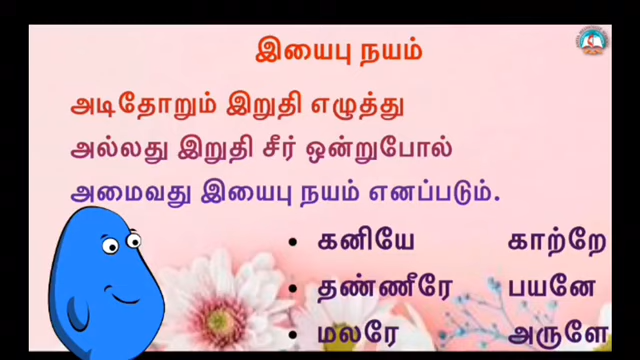 இயைபு நயம்
அடிதோறும் இறுதி எழுத்து
அல்லது இறுதி சீர் ஒன்றுபோல்
அமைவது இயைபு நயம் எனப்படும்.
• கனியே காற்றே
• தண்ணீரே பயனே
• மலரே அருளே